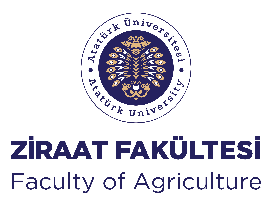 Atatürk Üniversitesi
Atatürk University
ZİRAAT FAKÜLTESİ
Faculty of Agriculture